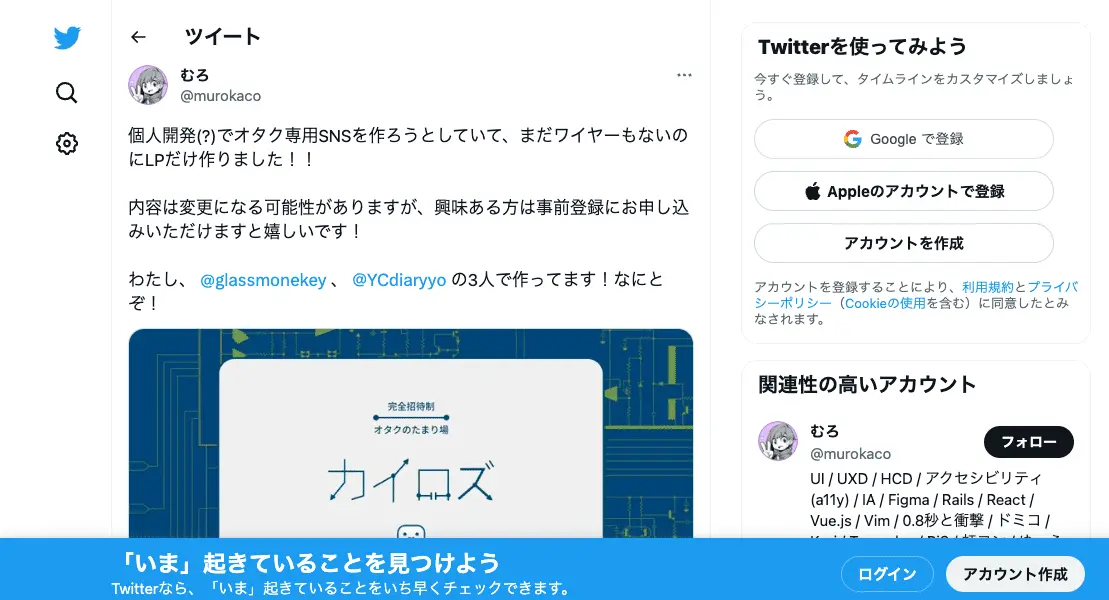 ツイート
むろ
@murokaco
個人開発(?)でオタク専用SNSを作ろうとしていて、まだワイヤーもないの
にLPだけ作りました！！
内容は変更になる可能性がありますが、興味ある方は事前登録にお申し込
みいただけますと嬉しいです！
わたし、 @glassmonekey 、 @YCdiaryyo の3人で作ってます！なにと
ぞ！
完全招待制
オタクのたまり場
カイロズ
Twitterを使ってみよう
今すぐ登録して、タイムラインをカスタマイズしましょ
う。
Google で登録
Appleのアカウントで登録
アカウントを作成
アカウントを登録することにより、利用規約とプライバ
シーポリシー（Cookieの使用を含む）に同意したとみ
なされます。
関連性の高いアカウント
むろ
@murokaco
フォロー
UI / UXD / HCD / アクセシビリティ
(a11y) / IA / Figma / Rails / React /
Vue.js / Vim / 0.8秒と衝撃 / ドミコ /
「いま」起きていることを見つけよう
Twitterなら、「いま」起きていることをいち早くチェックできます。
ログイン
アカウント作成